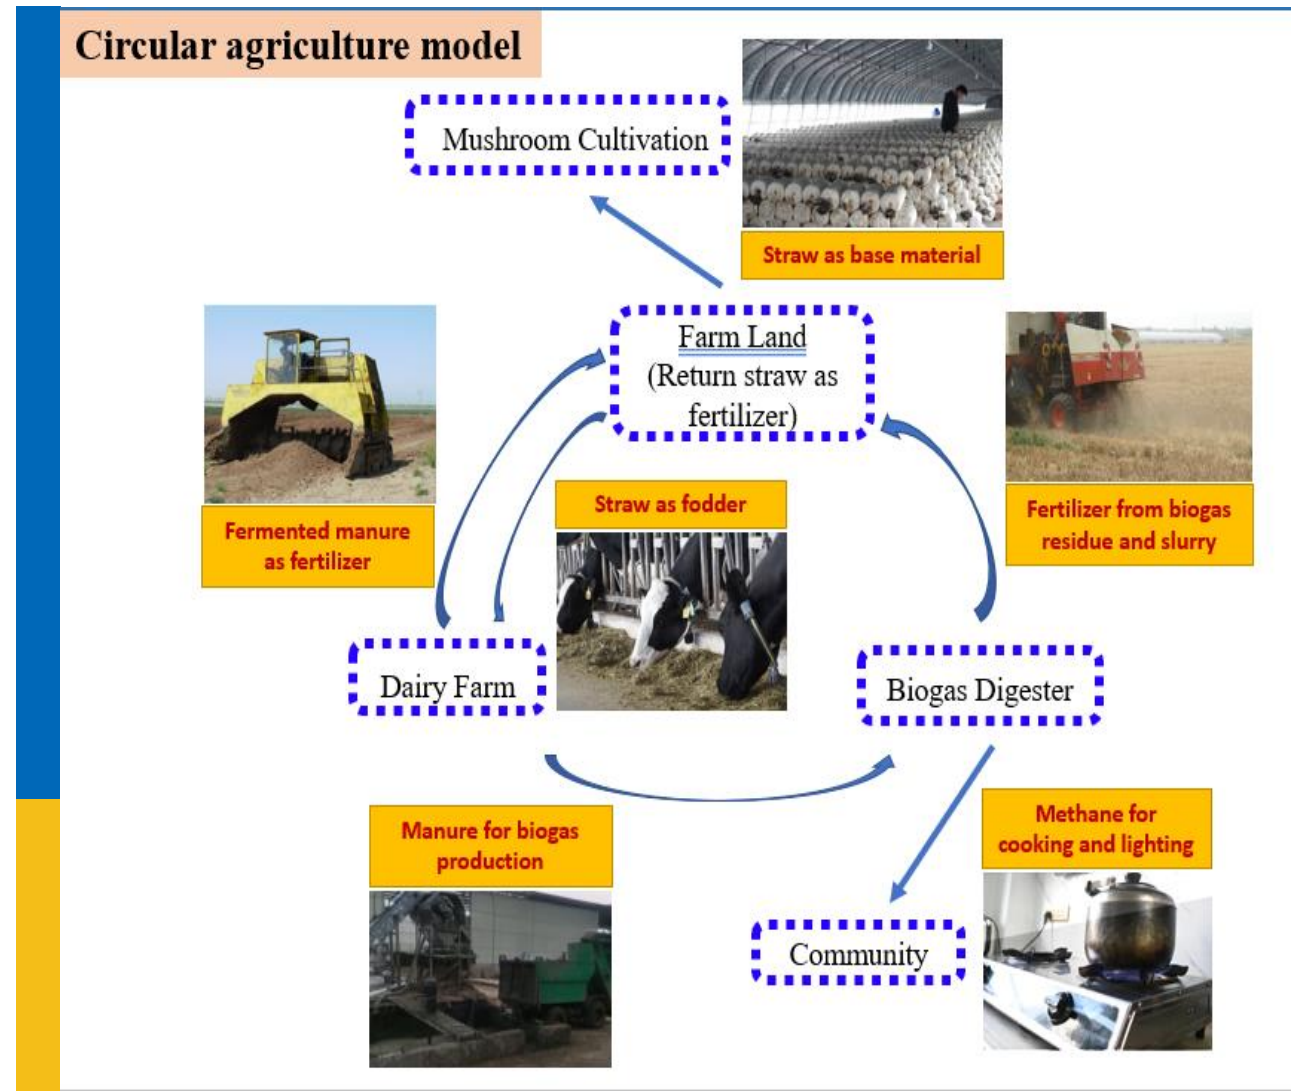 Circular agriculture model
Mushroom Cultivation
Straw as base material
Farm Land
(Return straw as
fertilizer)
Fermented manure
as fertilizer
Straw as fodder
Fertilizer from biogas
residue and slurry
Dairy Farm
Biogas Digester
Manure for biogas
production
Methane for
cooking and lighting
Community